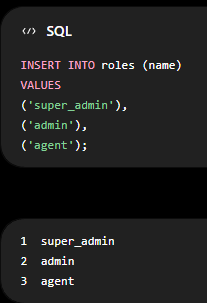 SQL
INSERT INTO roles (name)
VALUES
('super_admin'),
('admin'),
('agent');
1 super_admin
2 admin
3 agent